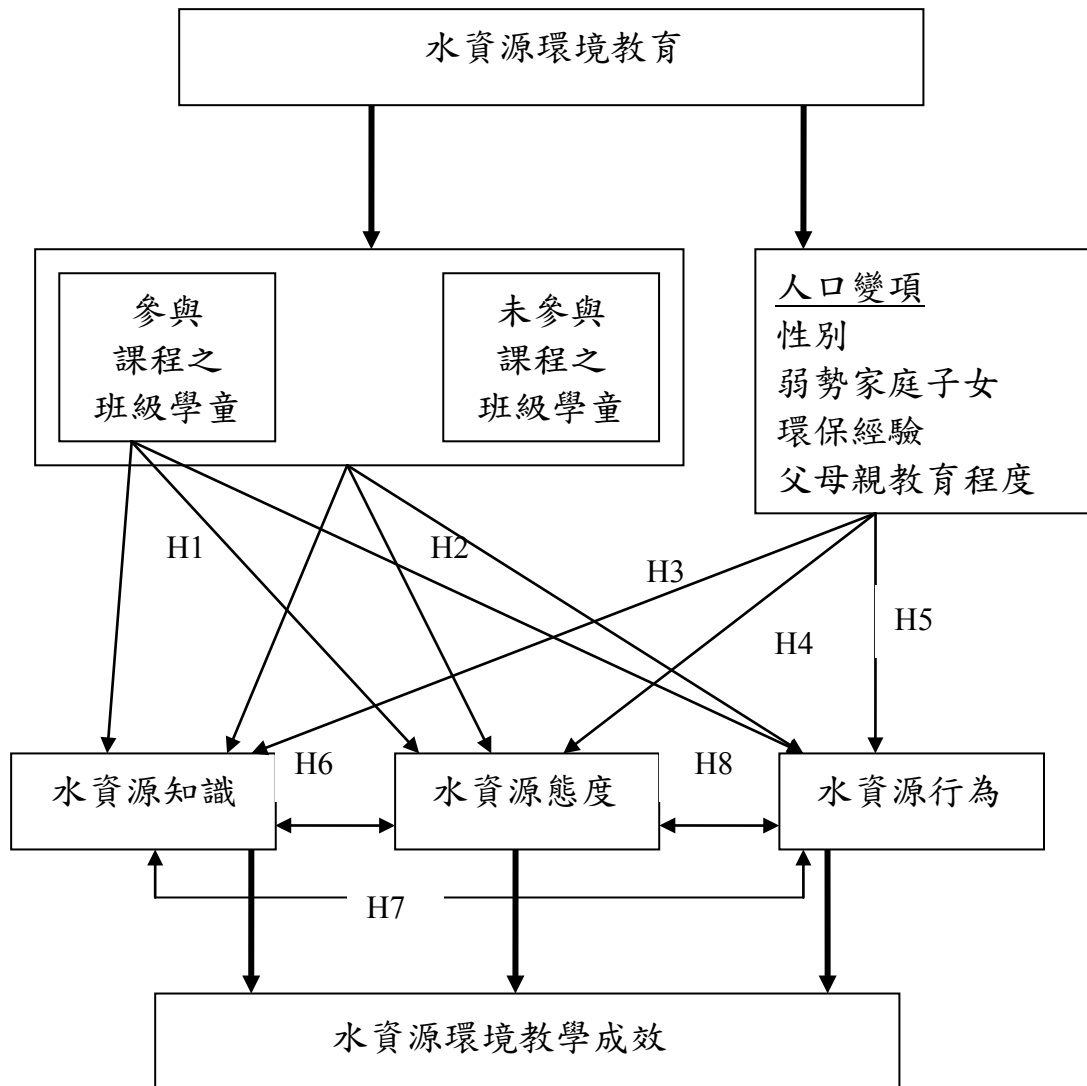 水資源環境教育
參與
課程之
班級學童
未參與
課程之
班級學童
人口變項
性別
弱勢家庭子女
環保經驗
父母親教育程度
H1
H2
H3
H4
H5
H6
H8
水資源知識
水資源態度
水資源行為
H7
水資源環境教學成效